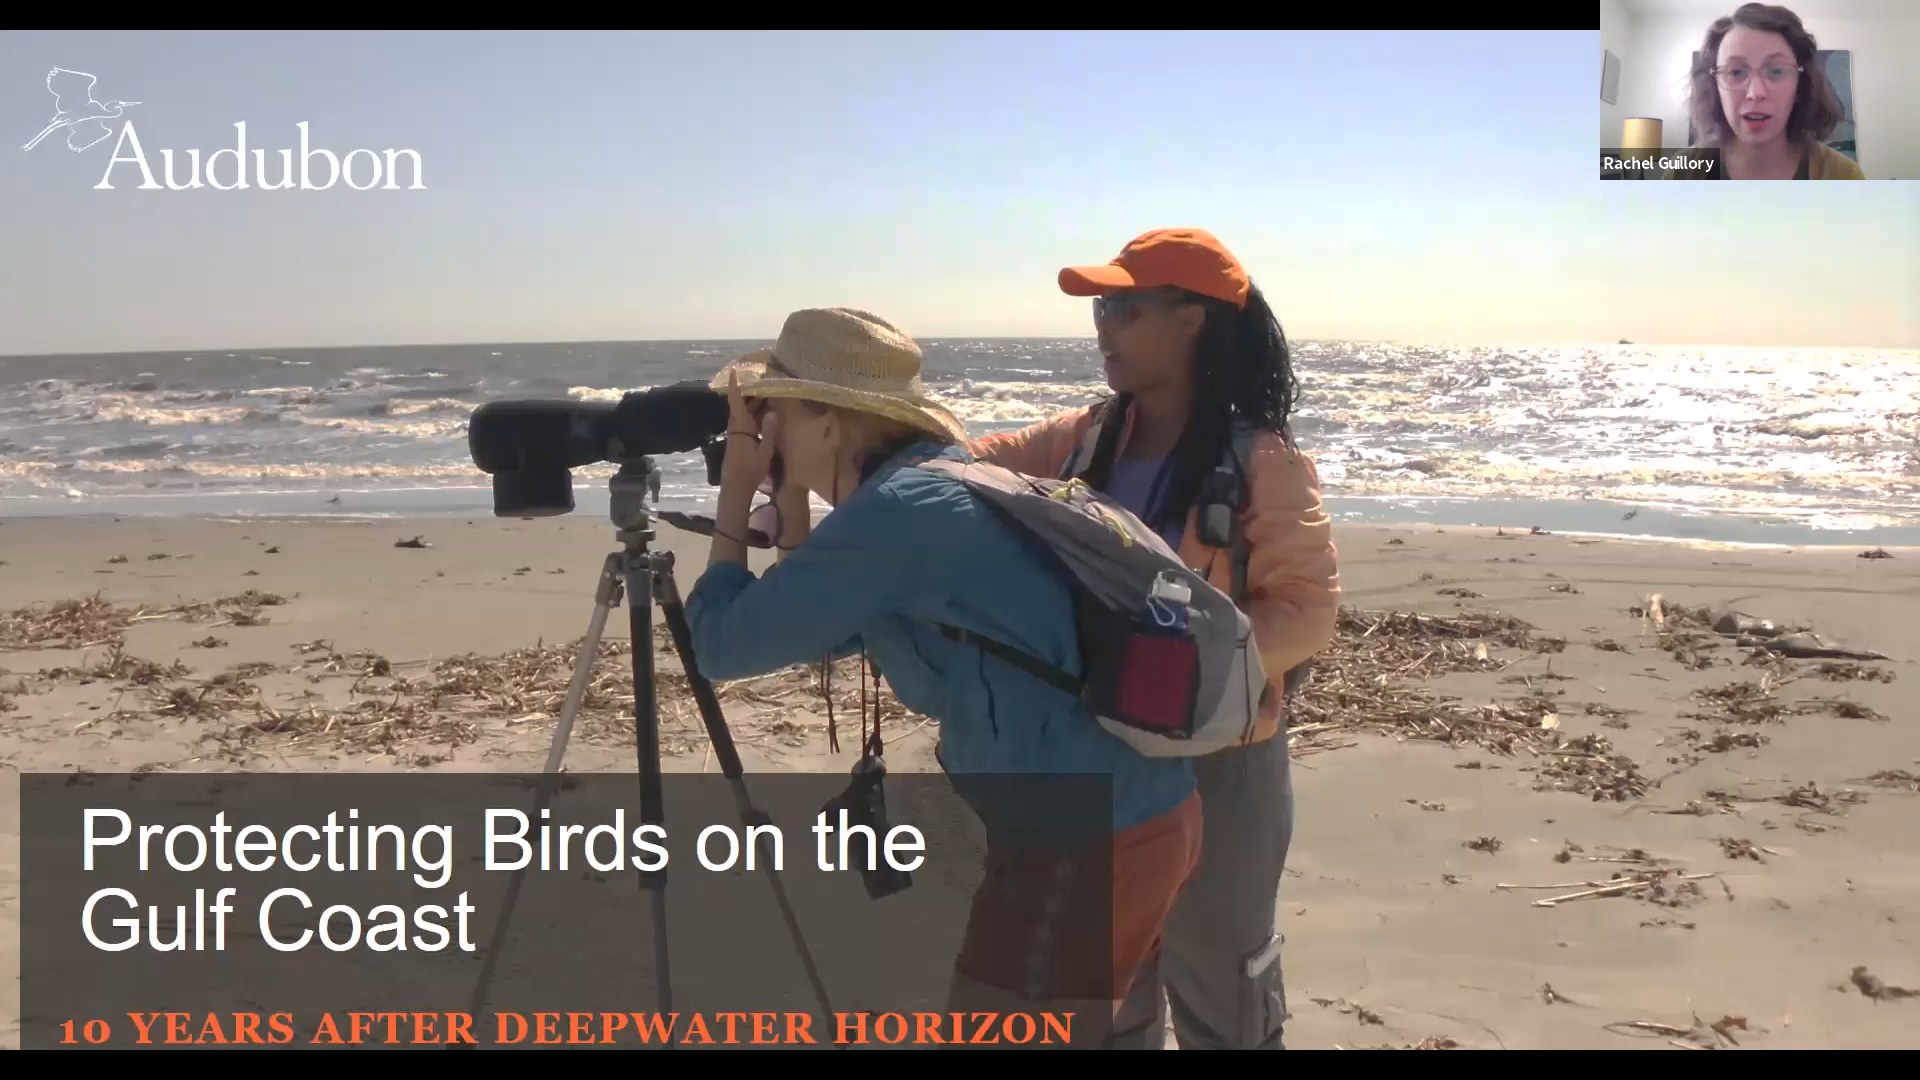 Audubon
Rachel Guillory
Protecting Birds on the
Gulf Coast
10 YEARS AFTER DEEPWATER HORIZON